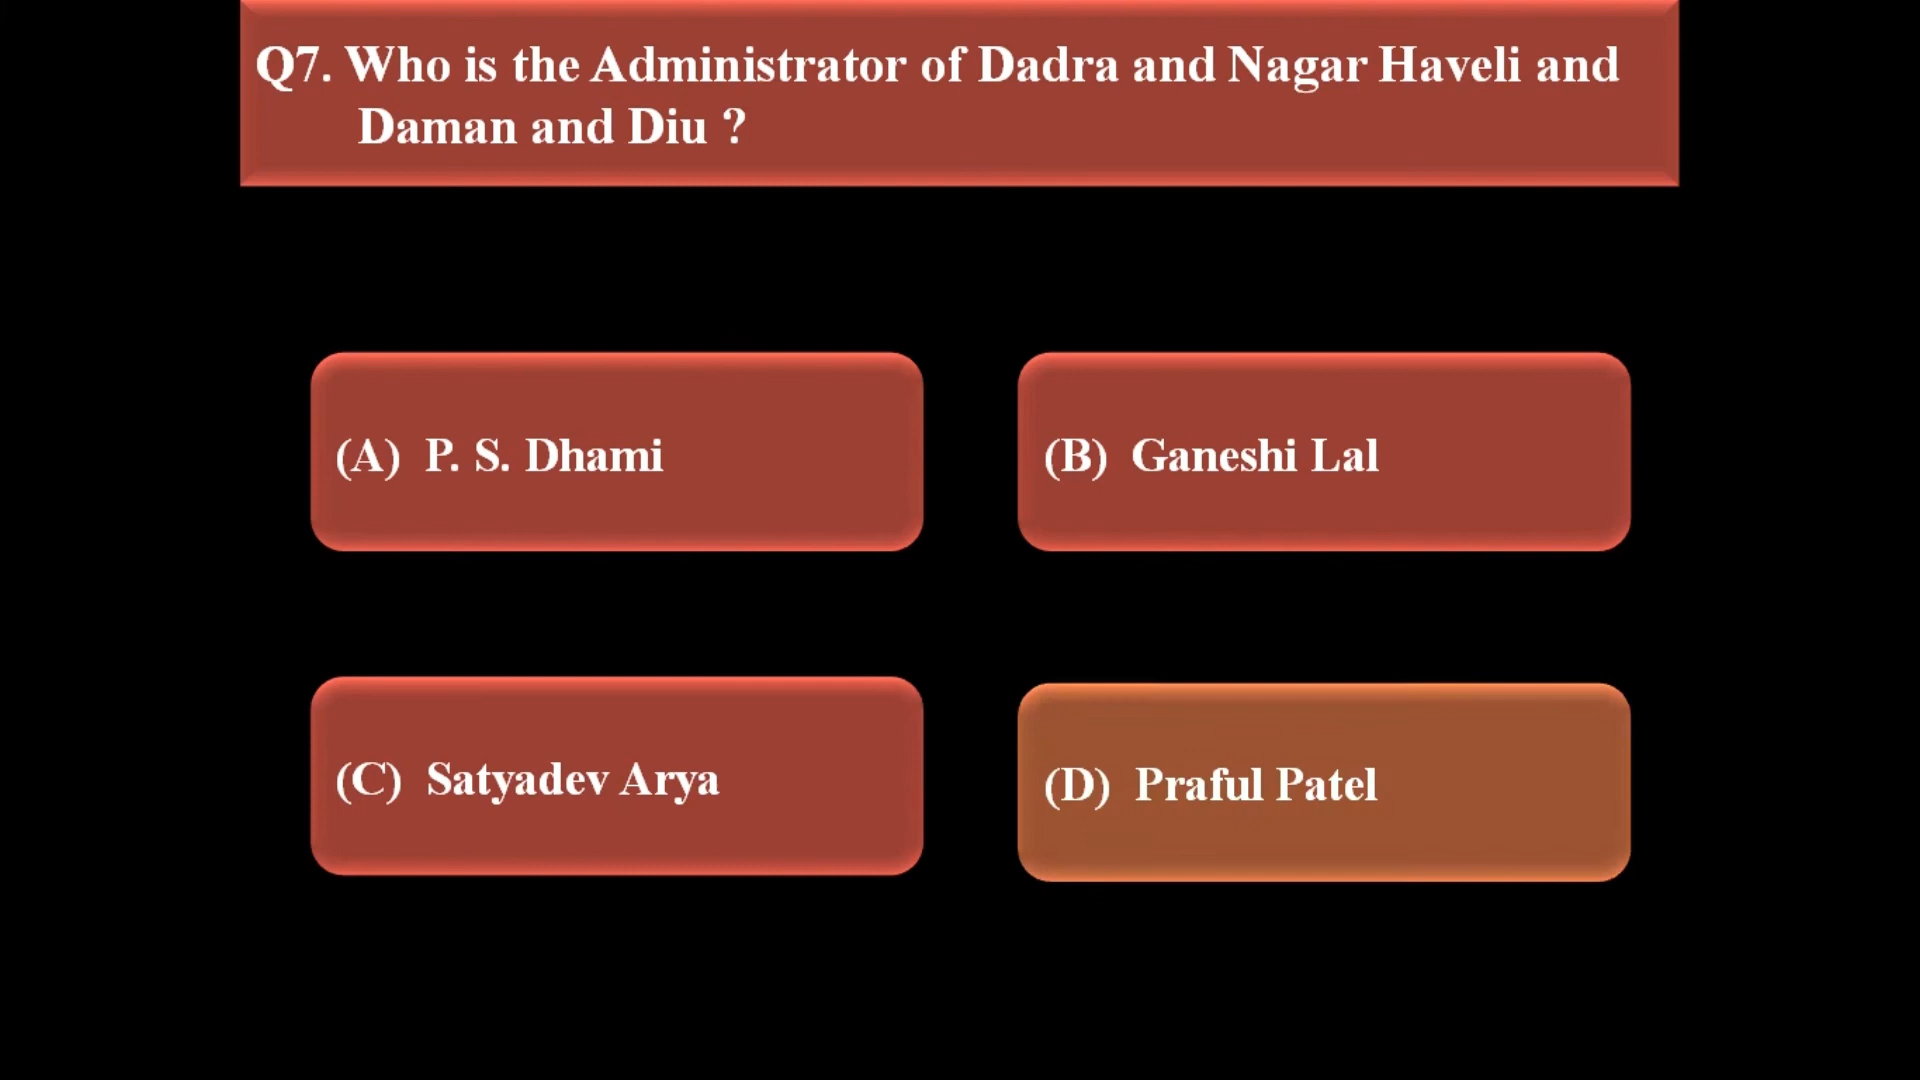 Q7. Who is the Administrator of Dadra and Nagar Haveli and
Daman and Diu ?
(A) P. S. Dhami
(B) Ganeshi Lal
(C) Satyadev Arya
(D) Praful Patel